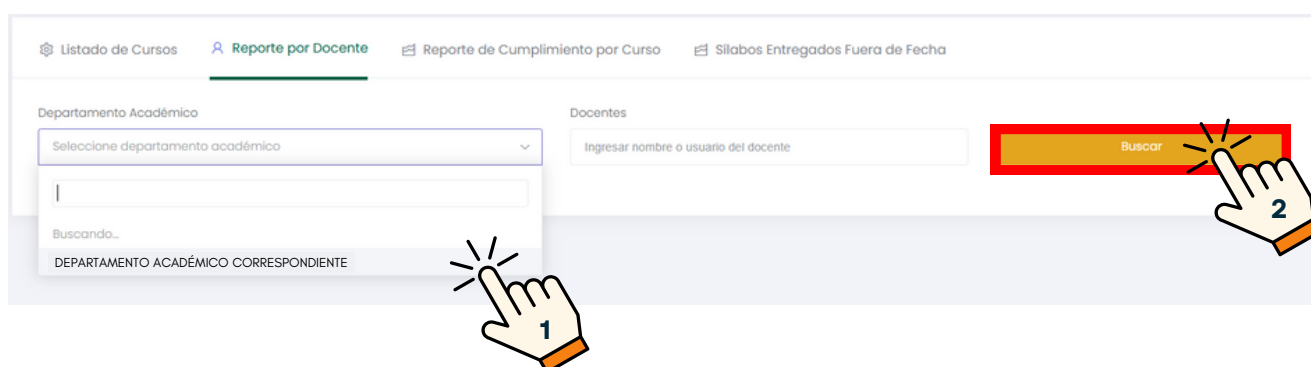 Listado de Cursos Reporte por Docente Reporte de Cumplimiento por Curso Sílabos Entregados Fuera de Fecha
Departamento Académico Docentes
Seleccione departamento académico Ingresar nombre o usuario del docente Buscar
Buscando...
DEPARTAMENTO ACADÉMICO CORRESPONDIENTE
2
1